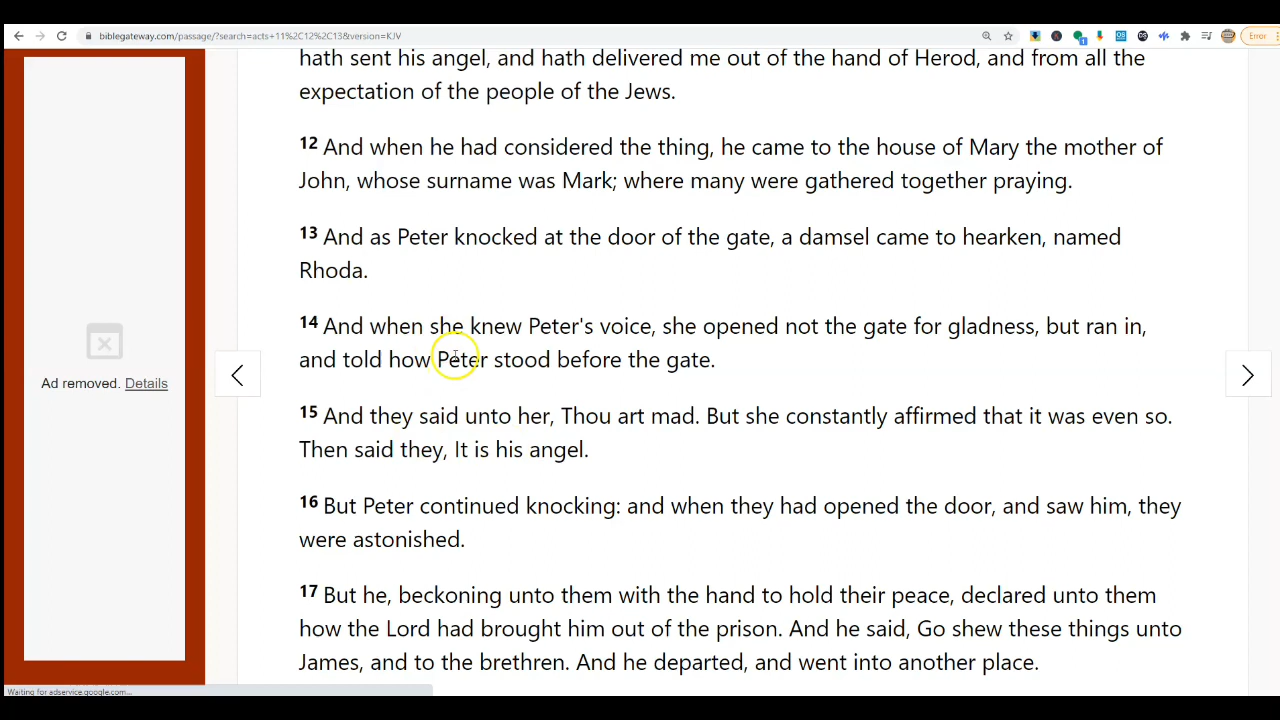 biblegateway.com/passage/?search=acts+11%2C12%2C13&version=KJV
Error
hath sent his angel, and hath delivered me out of the hand of Herod, and from all the
expectation of the people of the Jews.
12 And when he had considered the thing, he came to the house of Mary the mother of
John, whose surname was Mark; where many were gathered together praying.
13 And as Peter knocked at the door of the gate, a damsel came to hearken, named
Rhoda.
14 And when she knew Peter's voice, she opened not the gate for gladness, but ran in,
and told how Peter stood before the gate.
Ad removed. Details
15 And they said unto her, Thou art mad. But she constantly affirmed that it was even so.
Then said they, It is his angel.
16 But Peter continued knocking: and when they had opened the door, and saw him, they
were astonished.
17 But he, beckoning unto them with the hand to hold their peace, declared unto them
how the Lord had brought him out of the prison. And he said, Go shew these things unto
James, and to the brethren. And he departed, and went into another place.
Waiting for adservice.google.com...